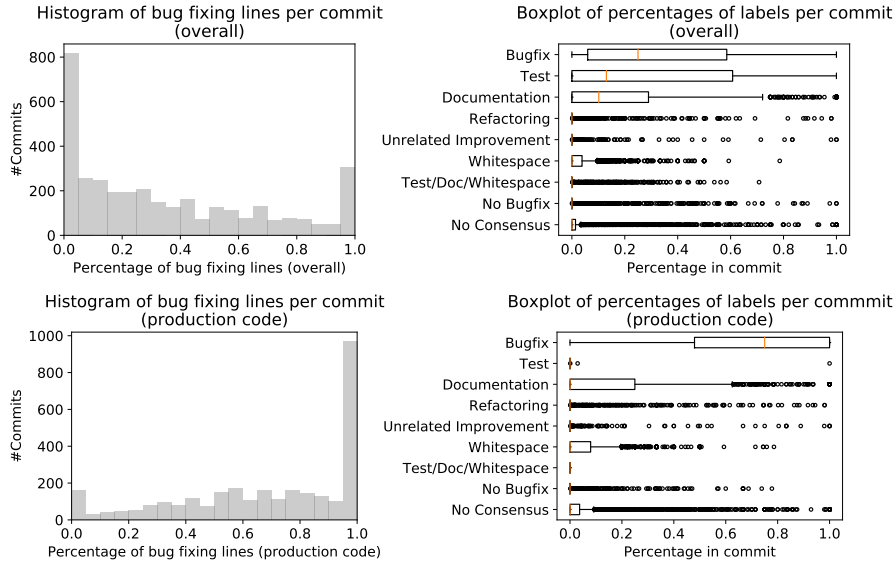 Histogram of bug fixing lines per commit
(overall)
800
600
400
200
0
#Commits
0.0 0.2 0.4 0.6 0.8 1.0
Percentage of bug fixing lines (overall)
Boxplot of percentages of labels per commmit
(overall)
Bugfix
Test
Documentation
Refactoring
Unrelated Improvement
Whitespace
Test/Doc/Whitespace
No Bugfix
No Consensus
0.0 0.2 0.4 0.6 0.8 1.0
Percentage in commit
Histogram of bug fixing lines per commit
(production code)
1000
800
600
400
200
0
#Commits
0.0 0.2 0.4 0.6 0.8 1.0
Percentage of bug fixing lines (production code)
Boxplot of percentages of labels per commmit
(production code)
Bugfix
Test
Documentation
Refactoring
Unrelated Improvement
Whitespace
Test/Doc/Whitespace
No Bugfix
No Consensus
0.0 0.2 0.4 0.6 0.8 1.0
Percentage in commit